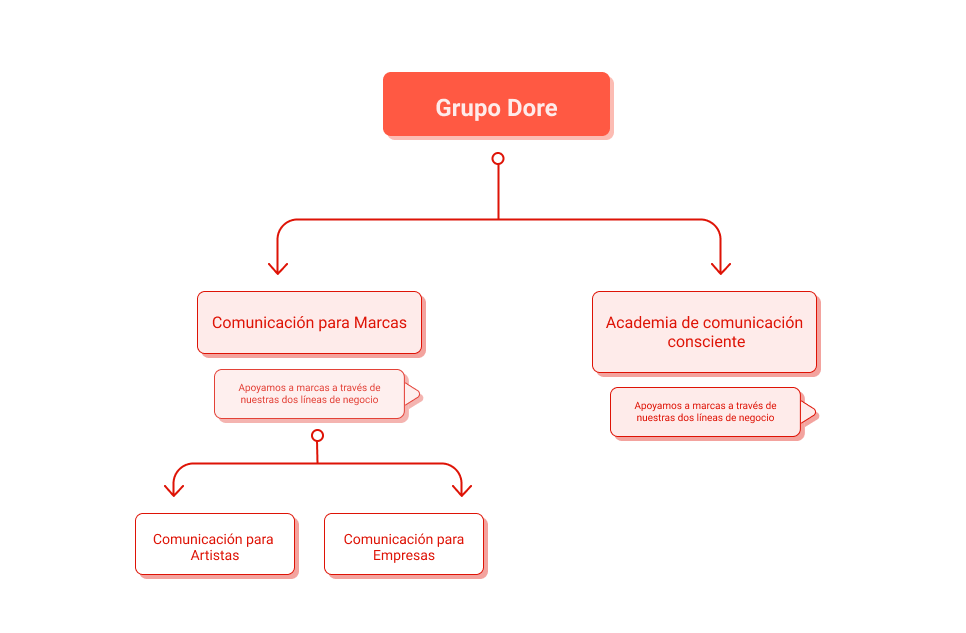 Grupo Dore
Comunicación para Marcas
Academia de comunicación
consciente
Apoyamos a marcas a través de
nuestras dos líneas de negocio
Apoyamos a marcas a través de
nuestras dos líneas de negocio
Comunicación para
Artistas
Comunicación para
Empresas